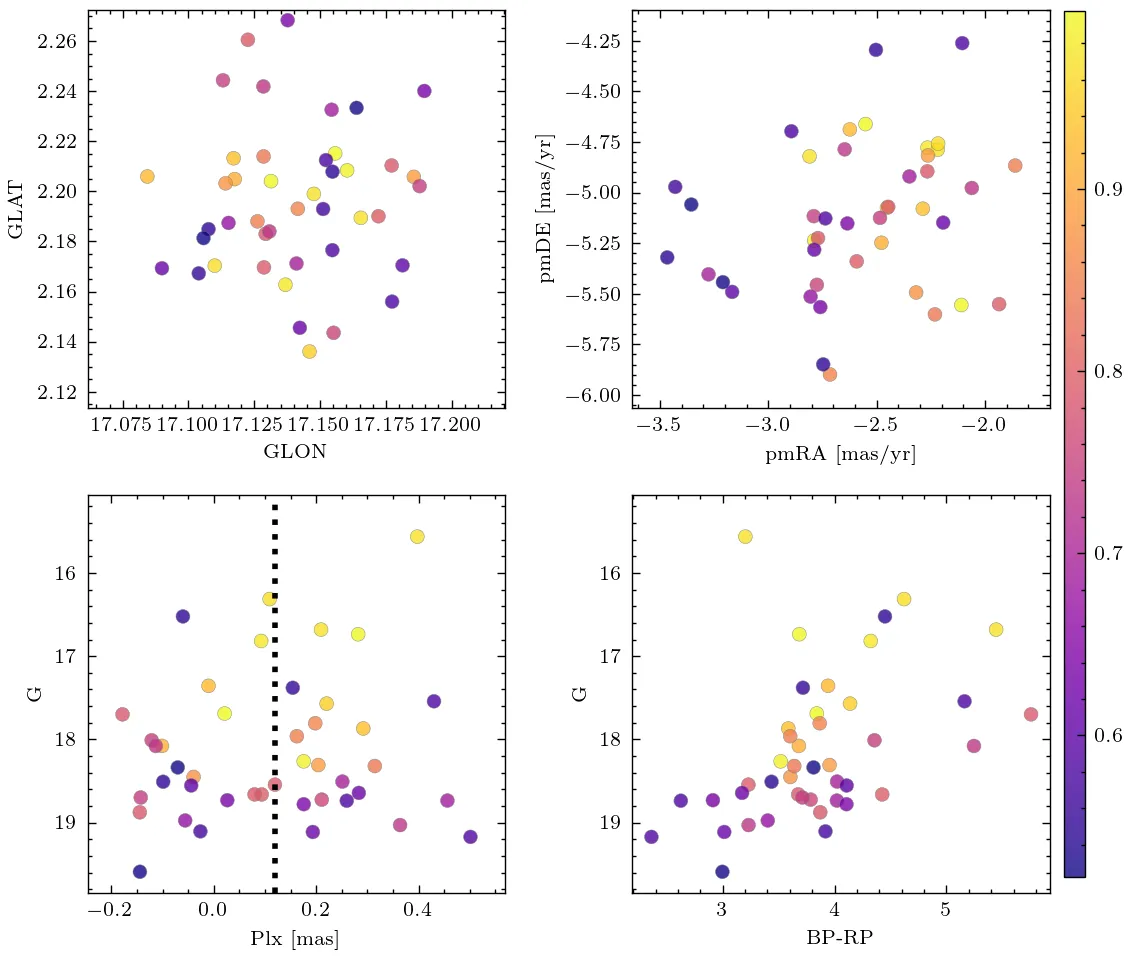 2.26
2.24
2.22
2.20
2.18
2.16
2.14
2.12
GLAT
17.075 17.100 17.125 17.150 17.175 17.200
GLON
−4.25
−4.50
−4.75
−5.00
−5.25
−5.50
−5.75
−6.00
pmDE [mas/yr]
−3.5 −3.0 −2.5 −2.0
pmRA [mas/yr]
0.9
0.8
0.7
0.6
16
17
18
19
G
−0.2 0.0 0.2 0.4
Plx [mas]
16
17
18
19
G
3 4 5
BP-RP